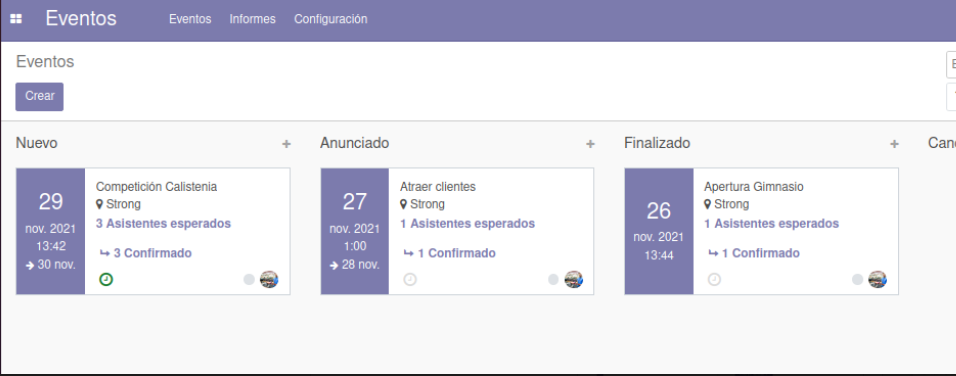 Eventos Eventos Informes Configuración
Eventos
Crear
Nuevo +
29
nov. 2021
13:42
→ 30 nov.
Competición Calistenia
Strong
3 Asistentes esperados
↳ 3 Confirmado
Anunciado +
27
nov. 2021
1:00
→ 28 nov.
Atraer clientes
Strong
1 Asistentes esperados
↳ 1 Confirmado
Finalizado +
26
nov. 2021
13:44
Apertura Gimnasio
Strong
1 Asistentes esperados
↳ 1 Confirmado